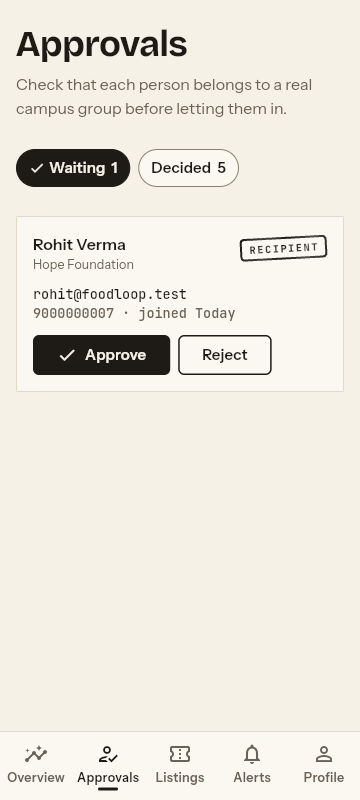 Approvals
Check that each person belongs to a real
campus group before letting them in.
Waiting 1
Decided 5
Rohit Verma
RECIPIENT
Hope Foundation
rohit@foodloop.test
9000000007 · joined Today
Approve
Reject
Overview
Approvals
Listings
Alerts
Profile